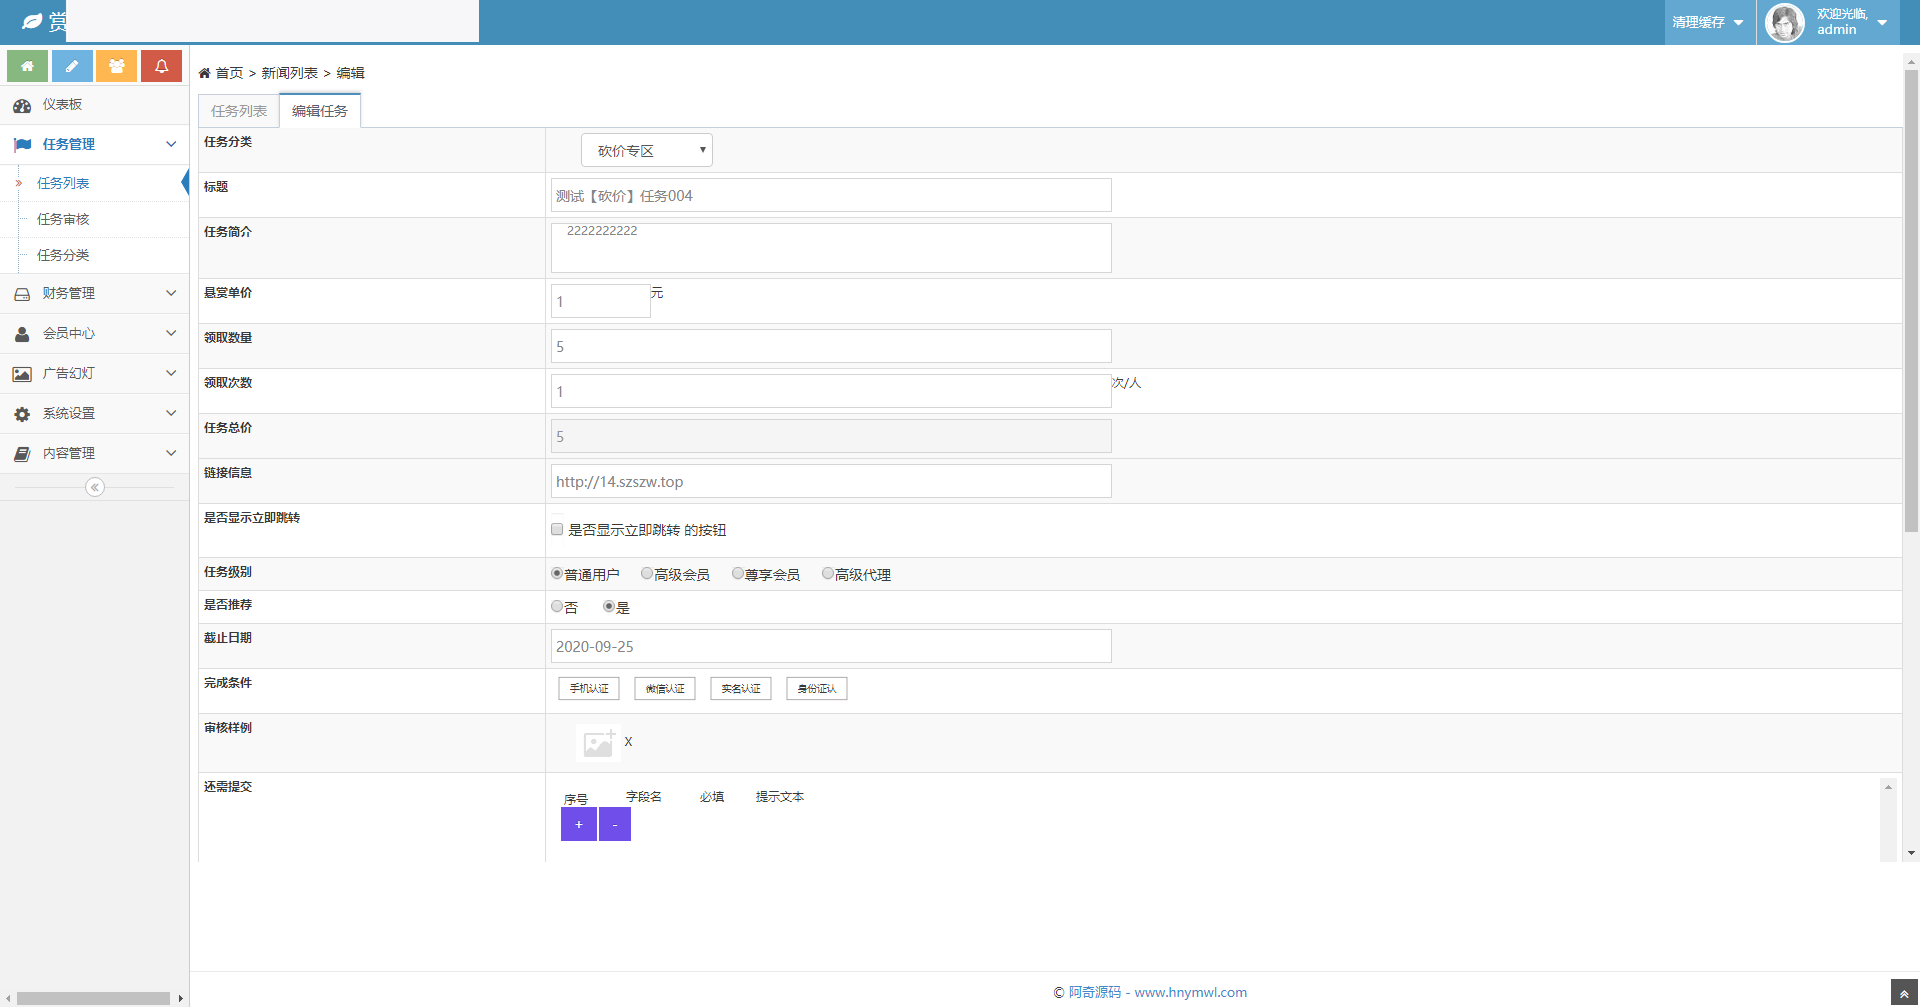 赏
清理缓存
欢迎光临,
admin
首页 > 新闻列表 > 编辑
仪表板
任务管理
任务列表
任务审核
任务分类
财务管理
会员中心
广告幻灯
系统设置
内容管理
任务列表
编辑任务
任务分类
砍价专区
标题
测试【砍价】任务004
任务简介
2222222222
悬赏单价
1
元
领取数量
5
领取次数
1
次/人
任务总价
5
链接信息
http://14.szszw.top
是否显示立即跳转
是否显示立即跳转 的按钮
任务级别
普通用户 高级会员 尊享会员 高级代理
是否推荐
否 是
截止日期
2020-09-25
完成条件
手机认证 微信认证 实名认证 身份证认
审核样例
X
还需提交
序号 字段名 必填 提示文本
+ -
© 阿奇源码 - www.hnymwl.com